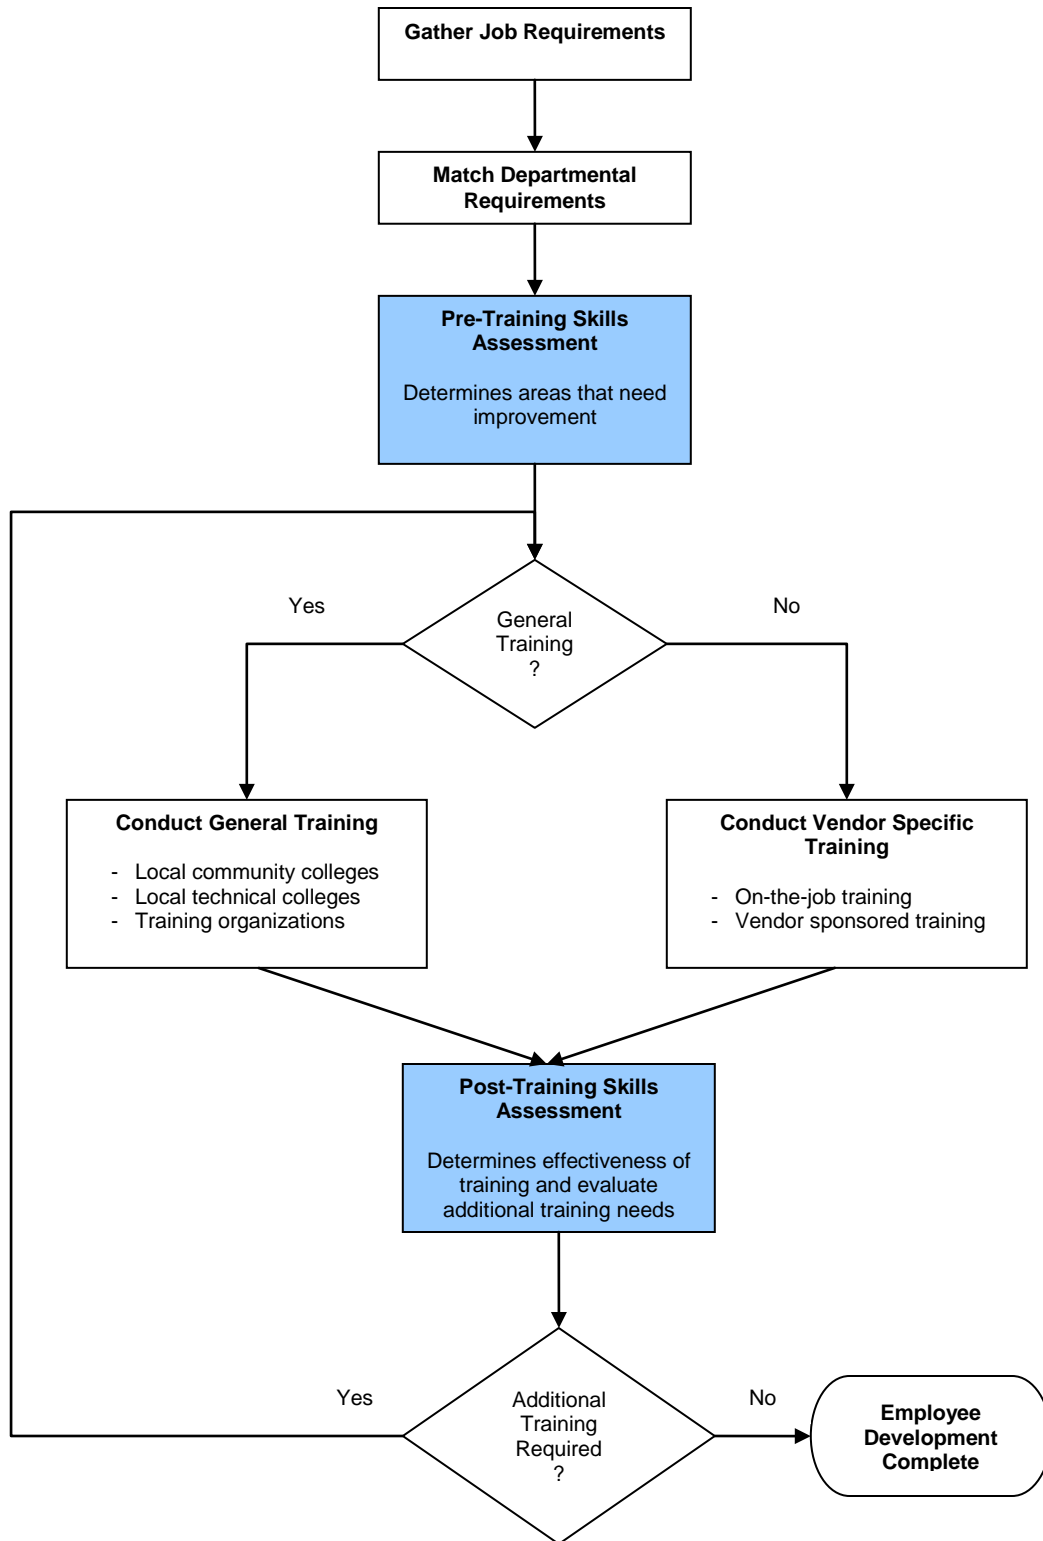 Gather Job Requirements
Match Departmental
Requirements
Pre-Training Skills
Assessment
Determines areas that need
improvement
Yes
No
General
Training
?
Conduct General Training
- Local community colleges
- Local technical colleges
- Training organizations
Conduct Vendor Specific
Training
- On-the-job training
- Vendor sponsored training
Post-Training Skills
Assessment
Determines effectiveness of
training and evaluate
additional training needs
Yes
Additional
Training
Required
?
No
Employee
Development
Complete